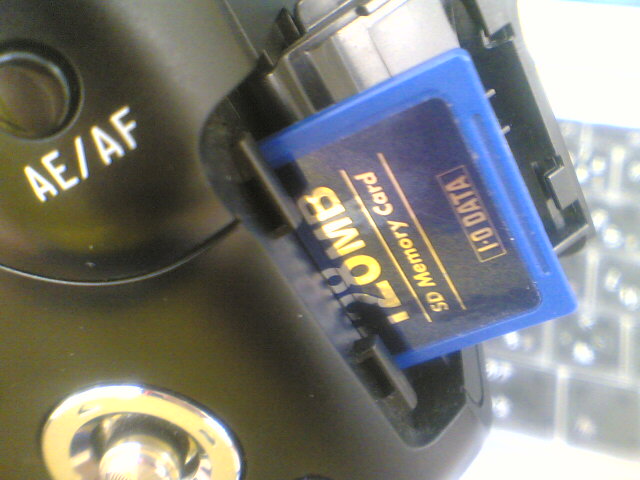 AE/AF
I-O DATA
SD Memory Card
128MB